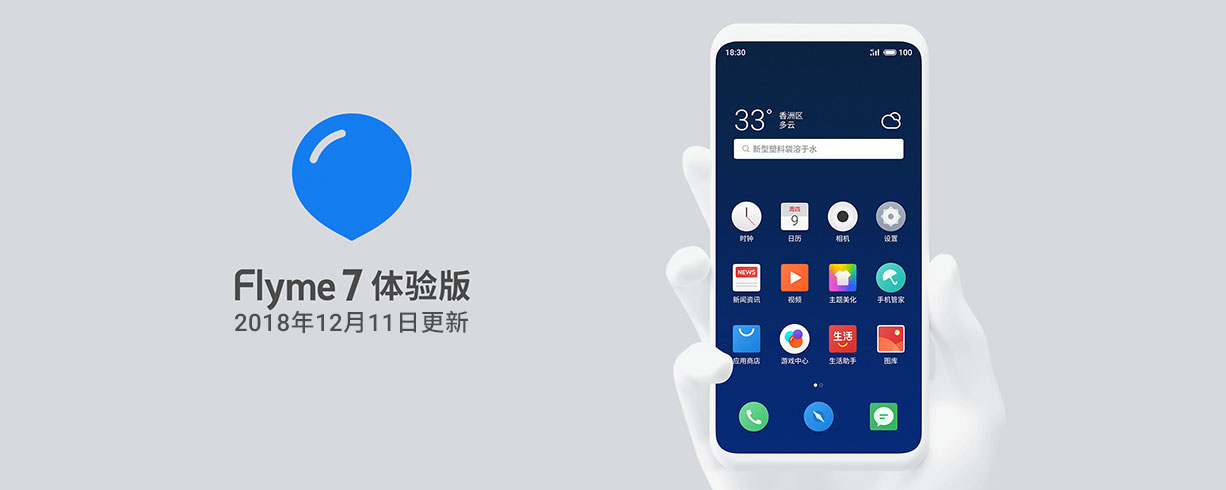 Flyme 7 体验版
2018年12月11日更新
18:30
100
33°
香洲区
多云
新型塑料袋溶于水
周四
9
时钟
日历
相机
设置
NEWS
新闻资讯
视频
主题美化
手机管家
生活
应用商店
游戏中心
生活助手
图库